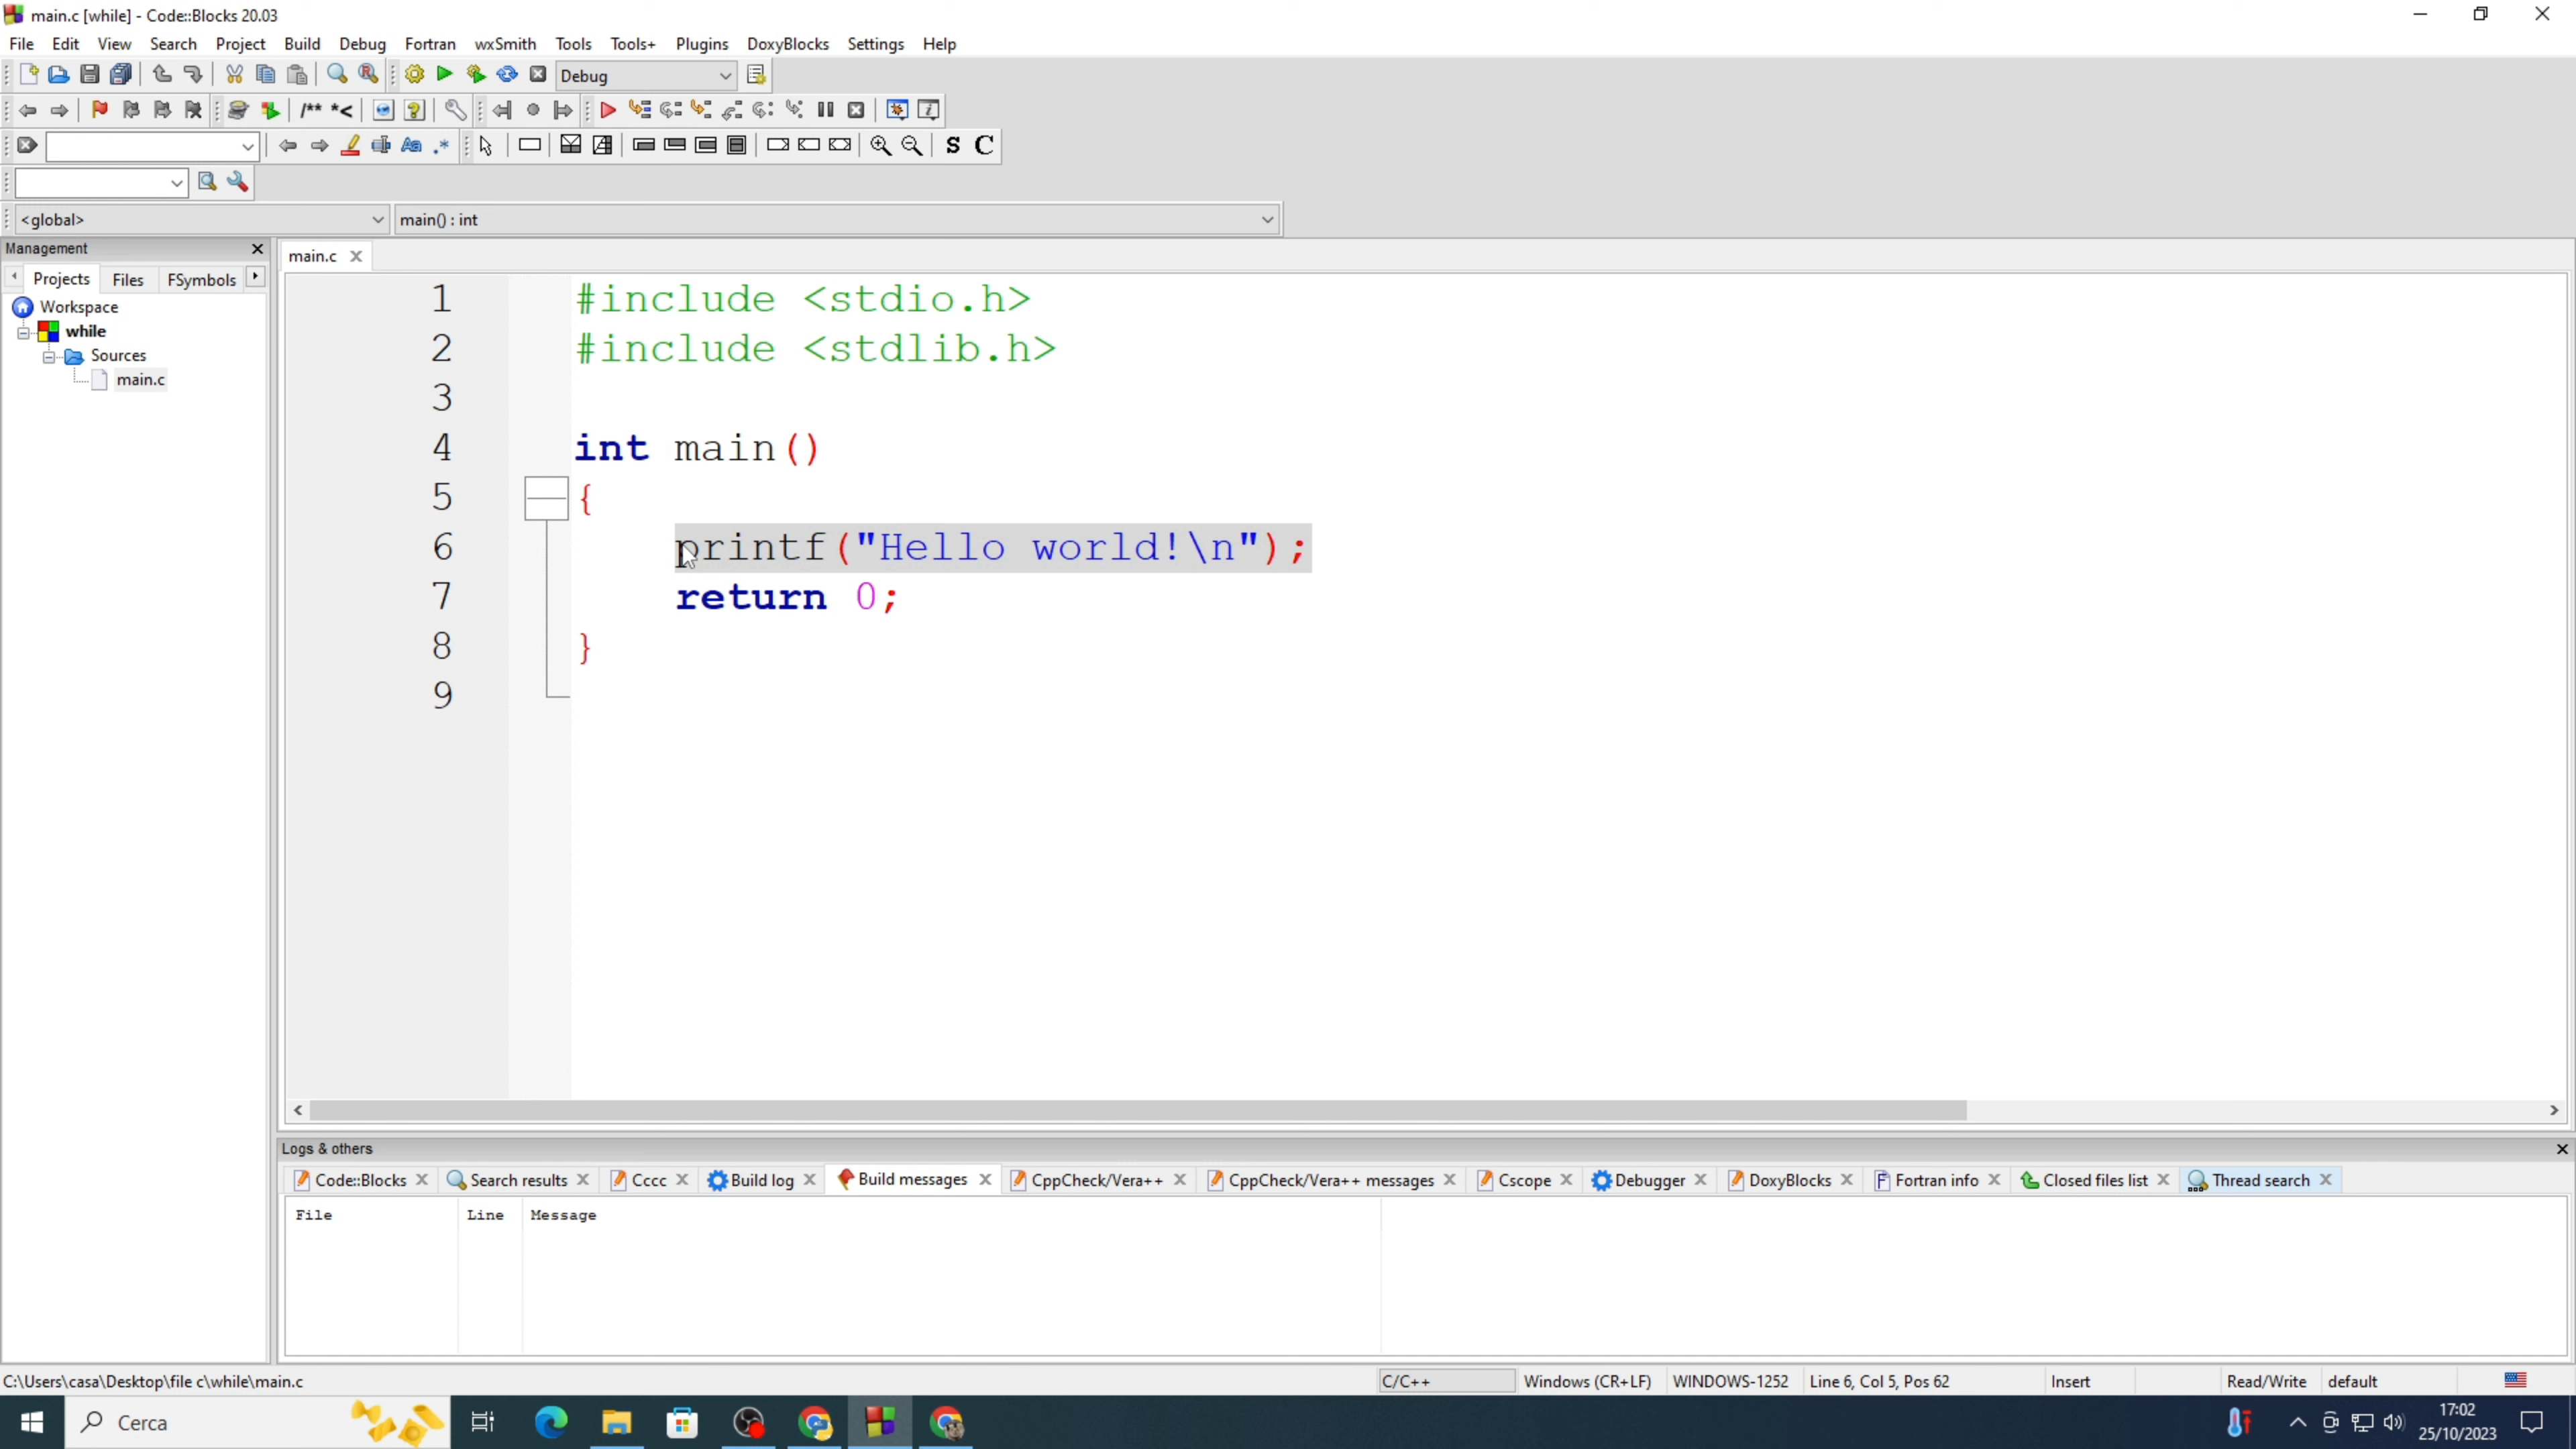 main.c [while] - Code::Blocks 20.03
File Edit View Search Project Build Debug Fortran wxSmith Tools Tools+ Plugins DoxyBlocks Settings Help
Debug
/** *<
Aa .*
S C
<global> main() : int
Management
Projects Files FSymbols
main.c
Workspace
while
Sources
main.c
1 #include <stdio.h>
2 #include <stdlib.h>
3
4 int main()
5 {
6 printf("Hello world!\n");
7 return 0;
8 }
9
Logs & others
Code::Blocks Search results Cccc Build log Build messages CppCheck/Vera++ CppCheck/Vera++ messages Cscope Debugger DoxyBlocks Fortran info Closed files list Thread search
File Line Message
C:\Users\casa\Desktop\file c\while\main.c C/C++ Windows (CR+LF) WINDOWS-1252 Line 6, Col 5, Pos 62 Insert Read/Write default
Cerca
17:02
25/10/2023